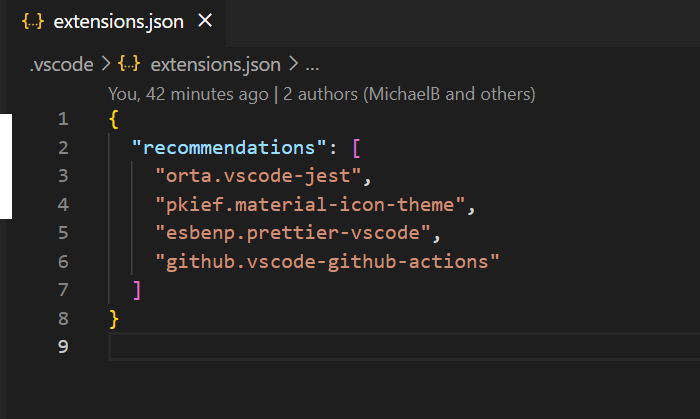 {..} extensions.json ×
.vscode > {..} extensions.json > ...
You, 42 minutes ago | 2 authors (MichaelB and others)
1 {
2 "recommendations": [
3 "orta.vscode-jest",
4 "pkief.material-icon-theme",
5 "esbenp.prettier-vscode",
6 "github.vscode-github-actions"
7 ]
8 }
9